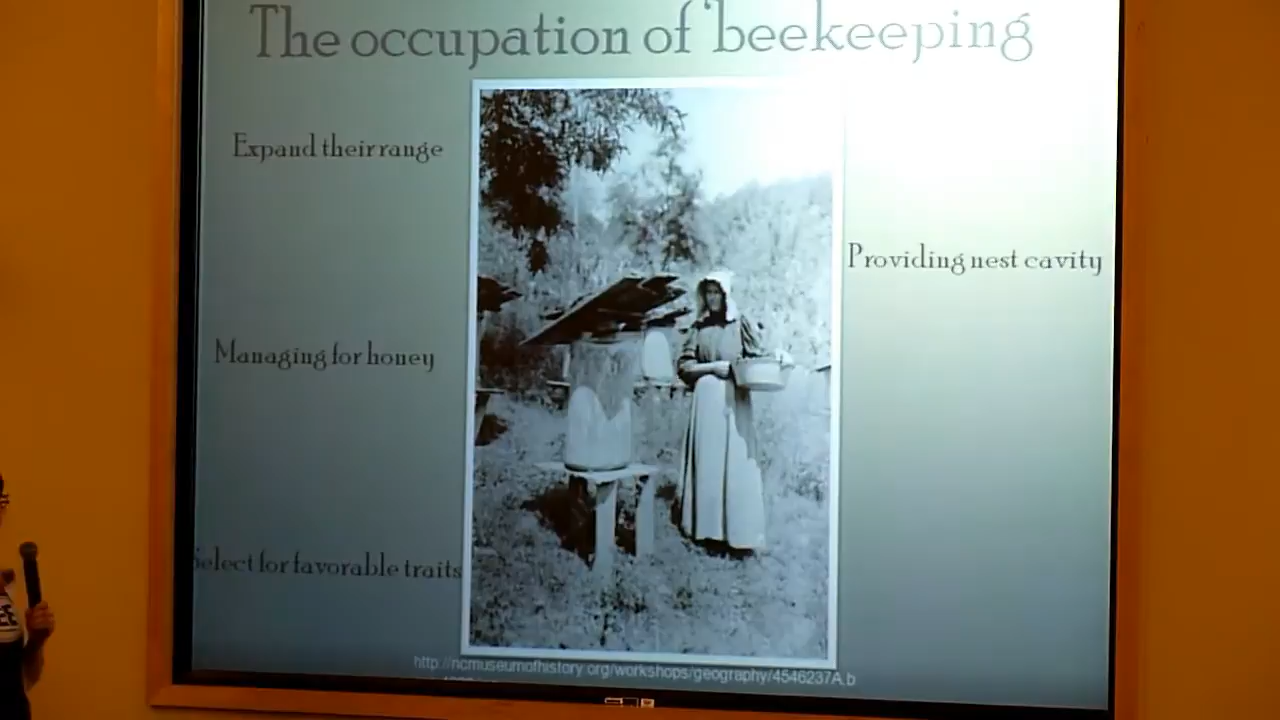 The occupation of beekeeping
Expand their range
Providing nest cavity
Managing for honey
Select for favorable traits
http://ncmuseumofhistory.org/workshops/geography/4546237A.b